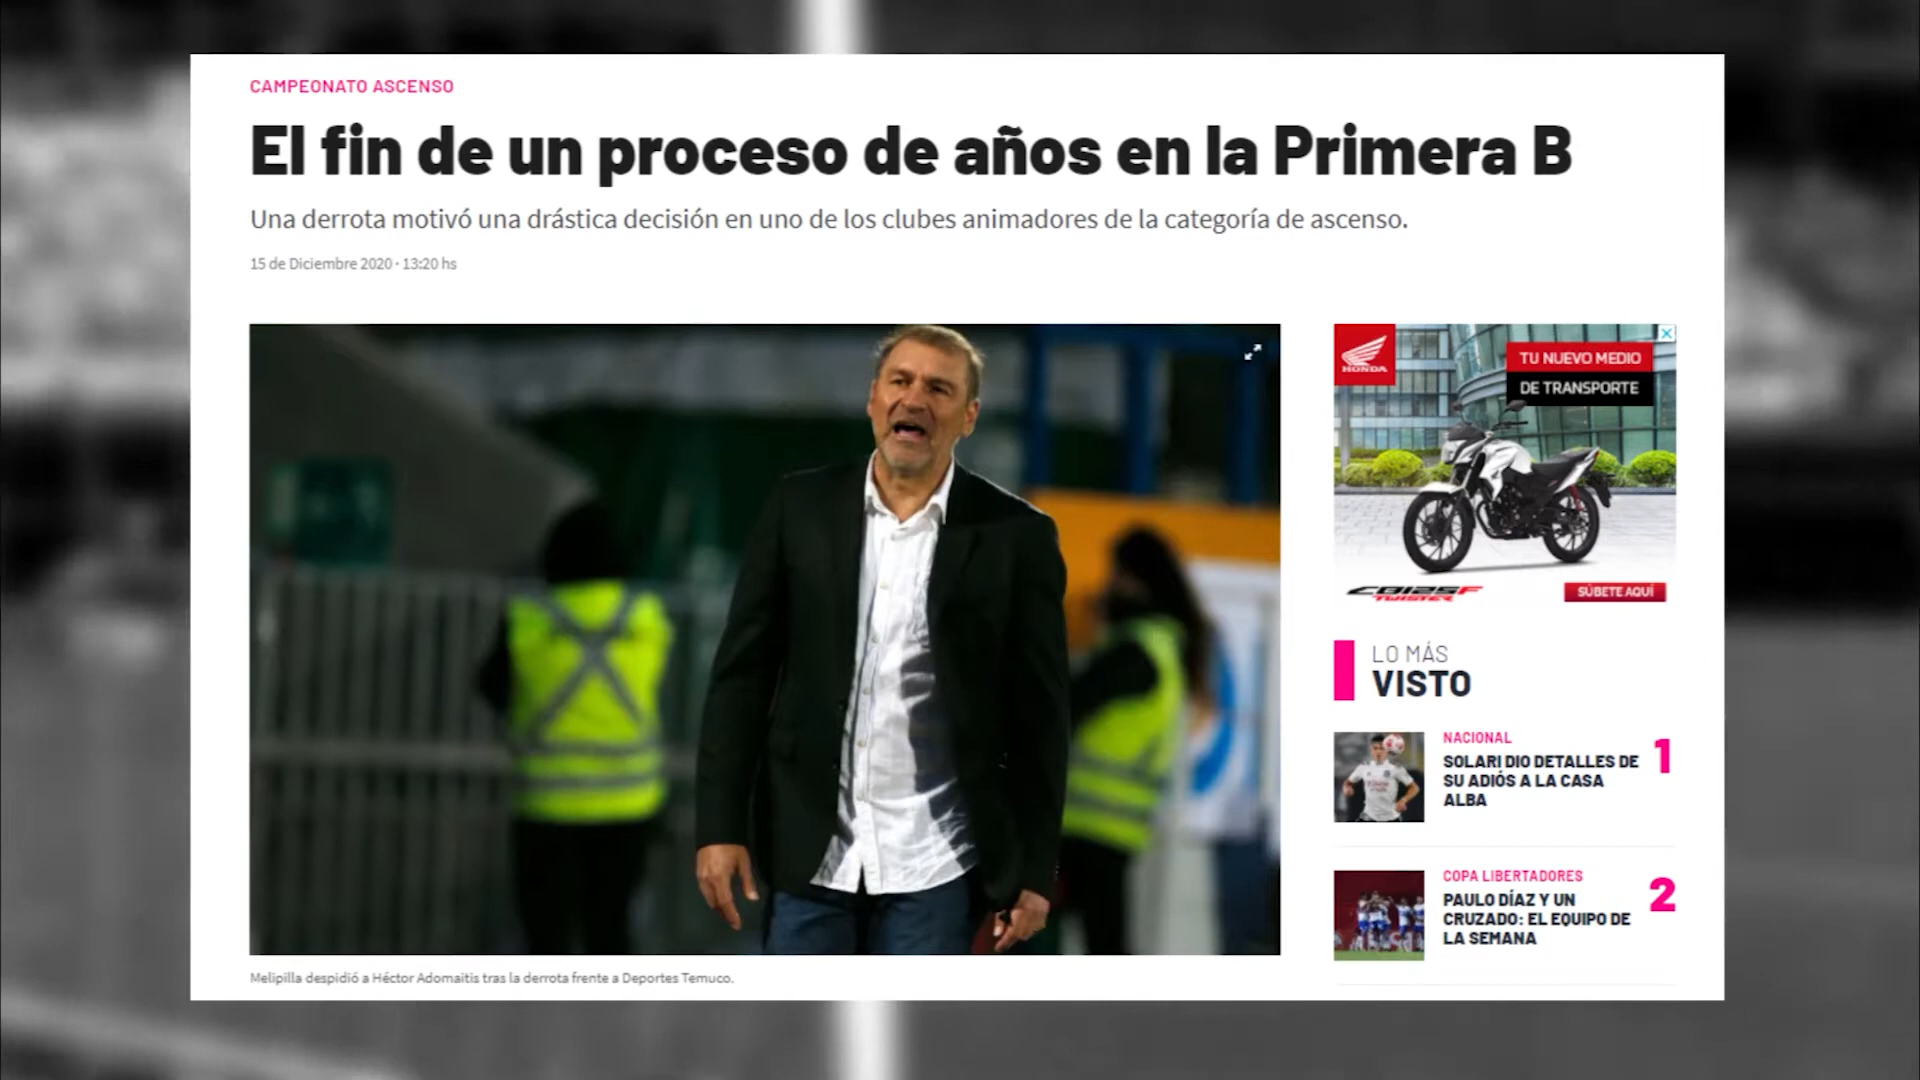 CAMPEONATO ASCENSO
El fin de un proceso de años en la Primera B
Una derrota motivó una drástica decisión en uno de los clubes animadores de la categoría de ascenso.
15 de Diciembre 2020 · 13:20 hs
Melipilla despidió a Héctor Adomaitis tras la derrota frente a Deportes Temuco.
HONDA
TU NUEVO MEDIO
DE TRANSPORTE
CB125F
TWISTER
SÚBETE AQUÍ
LO MÁS
VISTO
NACIONAL
SOLARI DIO DETALLES DE
SU ADIÓS A LA CASA
ALBA
1
COPA LIBERTADORES
PAULO DÍAZ Y UN
CRUZADO: EL EQUIPO DE
LA SEMANA
2